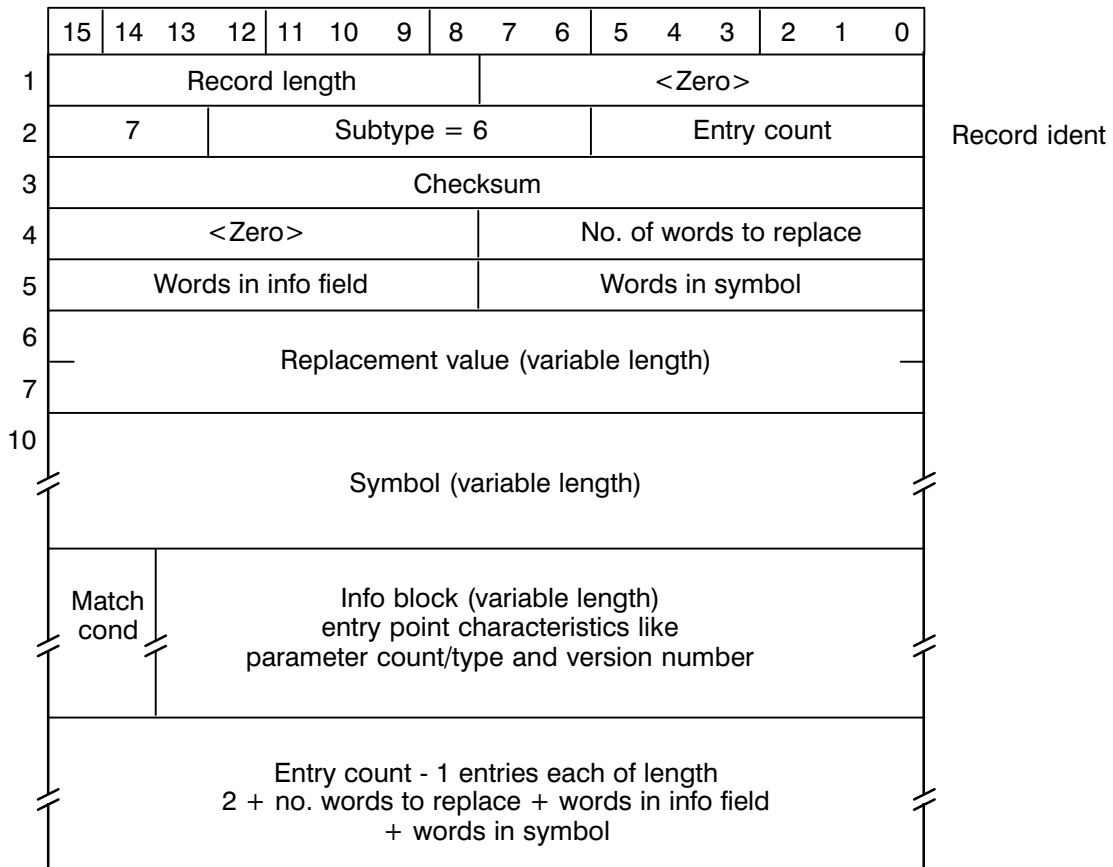 15 14 13 12 11 10 9 8 7 6 5 4 3 2 1 0
1 Record length <Zero>
2 7 Subtype = 6 Entry count Record ident
3 Checksum
4 <Zero> No. of words to replace
5 Words in info field Words in symbol
6
Replacement value (variable length)
7
10
Symbol (variable length)
Match
cond
Info block (variable length)
entry point characteristics like
parameter count/type and version number
Entry count - 1 entries each of length
2 + no. words to replace + words in info field
+ words in symbol